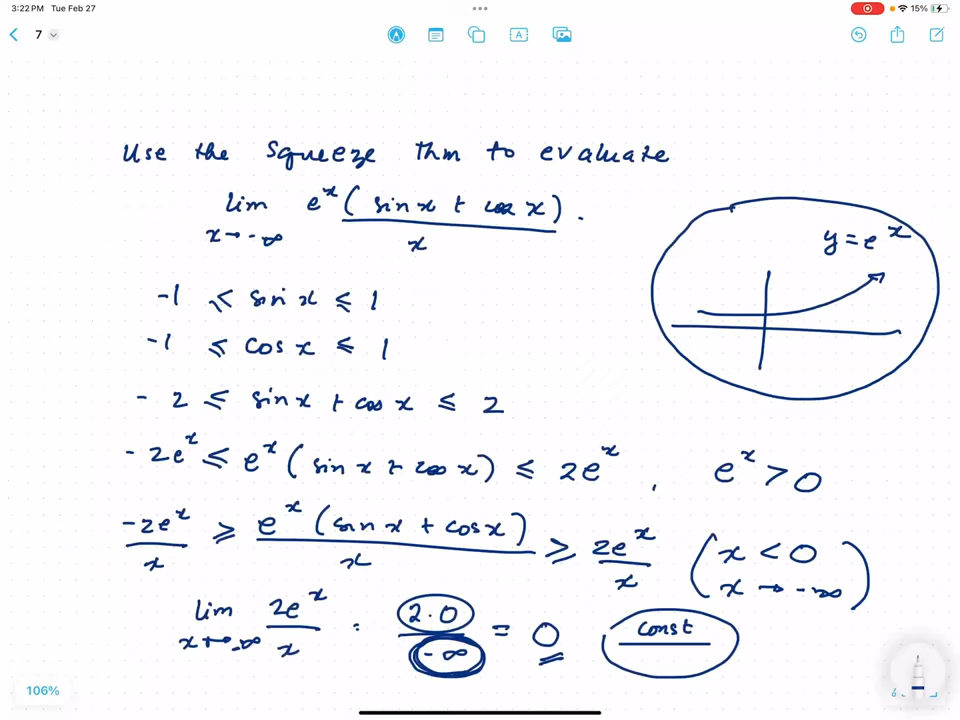 3:22 PM Tue Feb 27
15%
7
A
Use the Squeeze Thm to evaluate
lim x→-∞ e^x (sin x + cos x) / x .
y = e^x
-1 ≤ sin x ≤ 1
-1 ≤ cos x ≤ 1
- 2 ≤ sin x + cos x ≤ 2
- 2e^x ≤ e^x (sin x + cos x) ≤ 2e^x , e^x > 0
-2e^x / x ≥ e^x (sin x + cos x) / x ≥ 2e^x / x ( x < 0
x → -∞ )
lim x→-∞ 2e^x / x = 2.0 / -∞ = 0
const
106%